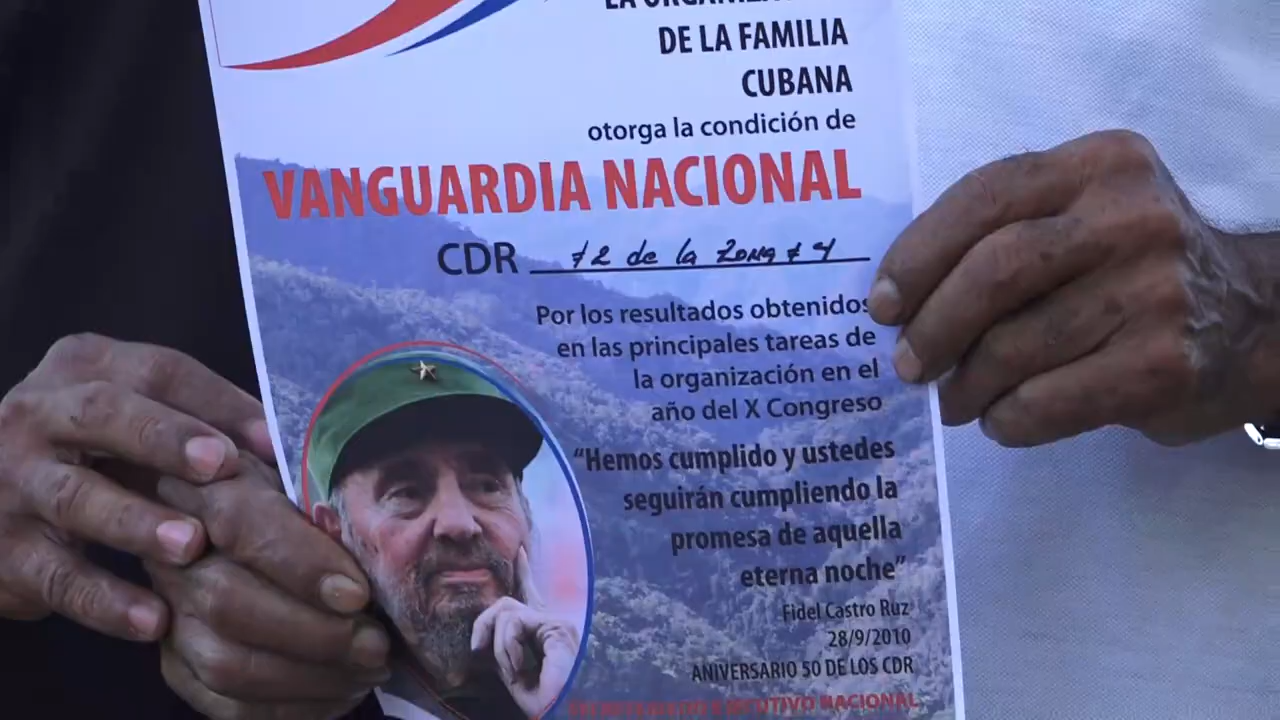 DE LA FAMILIA
CUBANA
otorga la condición de
VANGUARDIA NACIONAL
CDR 12 de la Zona # 4
Por los resultados obtenidos
en las principales tareas de
la organización en el
año del X Congreso
“Hemos cumplido y ustedes
seguirán cumpliendo la
promesa de aquella
eterna noche”
Fidel Castro Ruz
28/9/2010
ANIVERSARIO 50 DE LOS CDR
NACIONAL